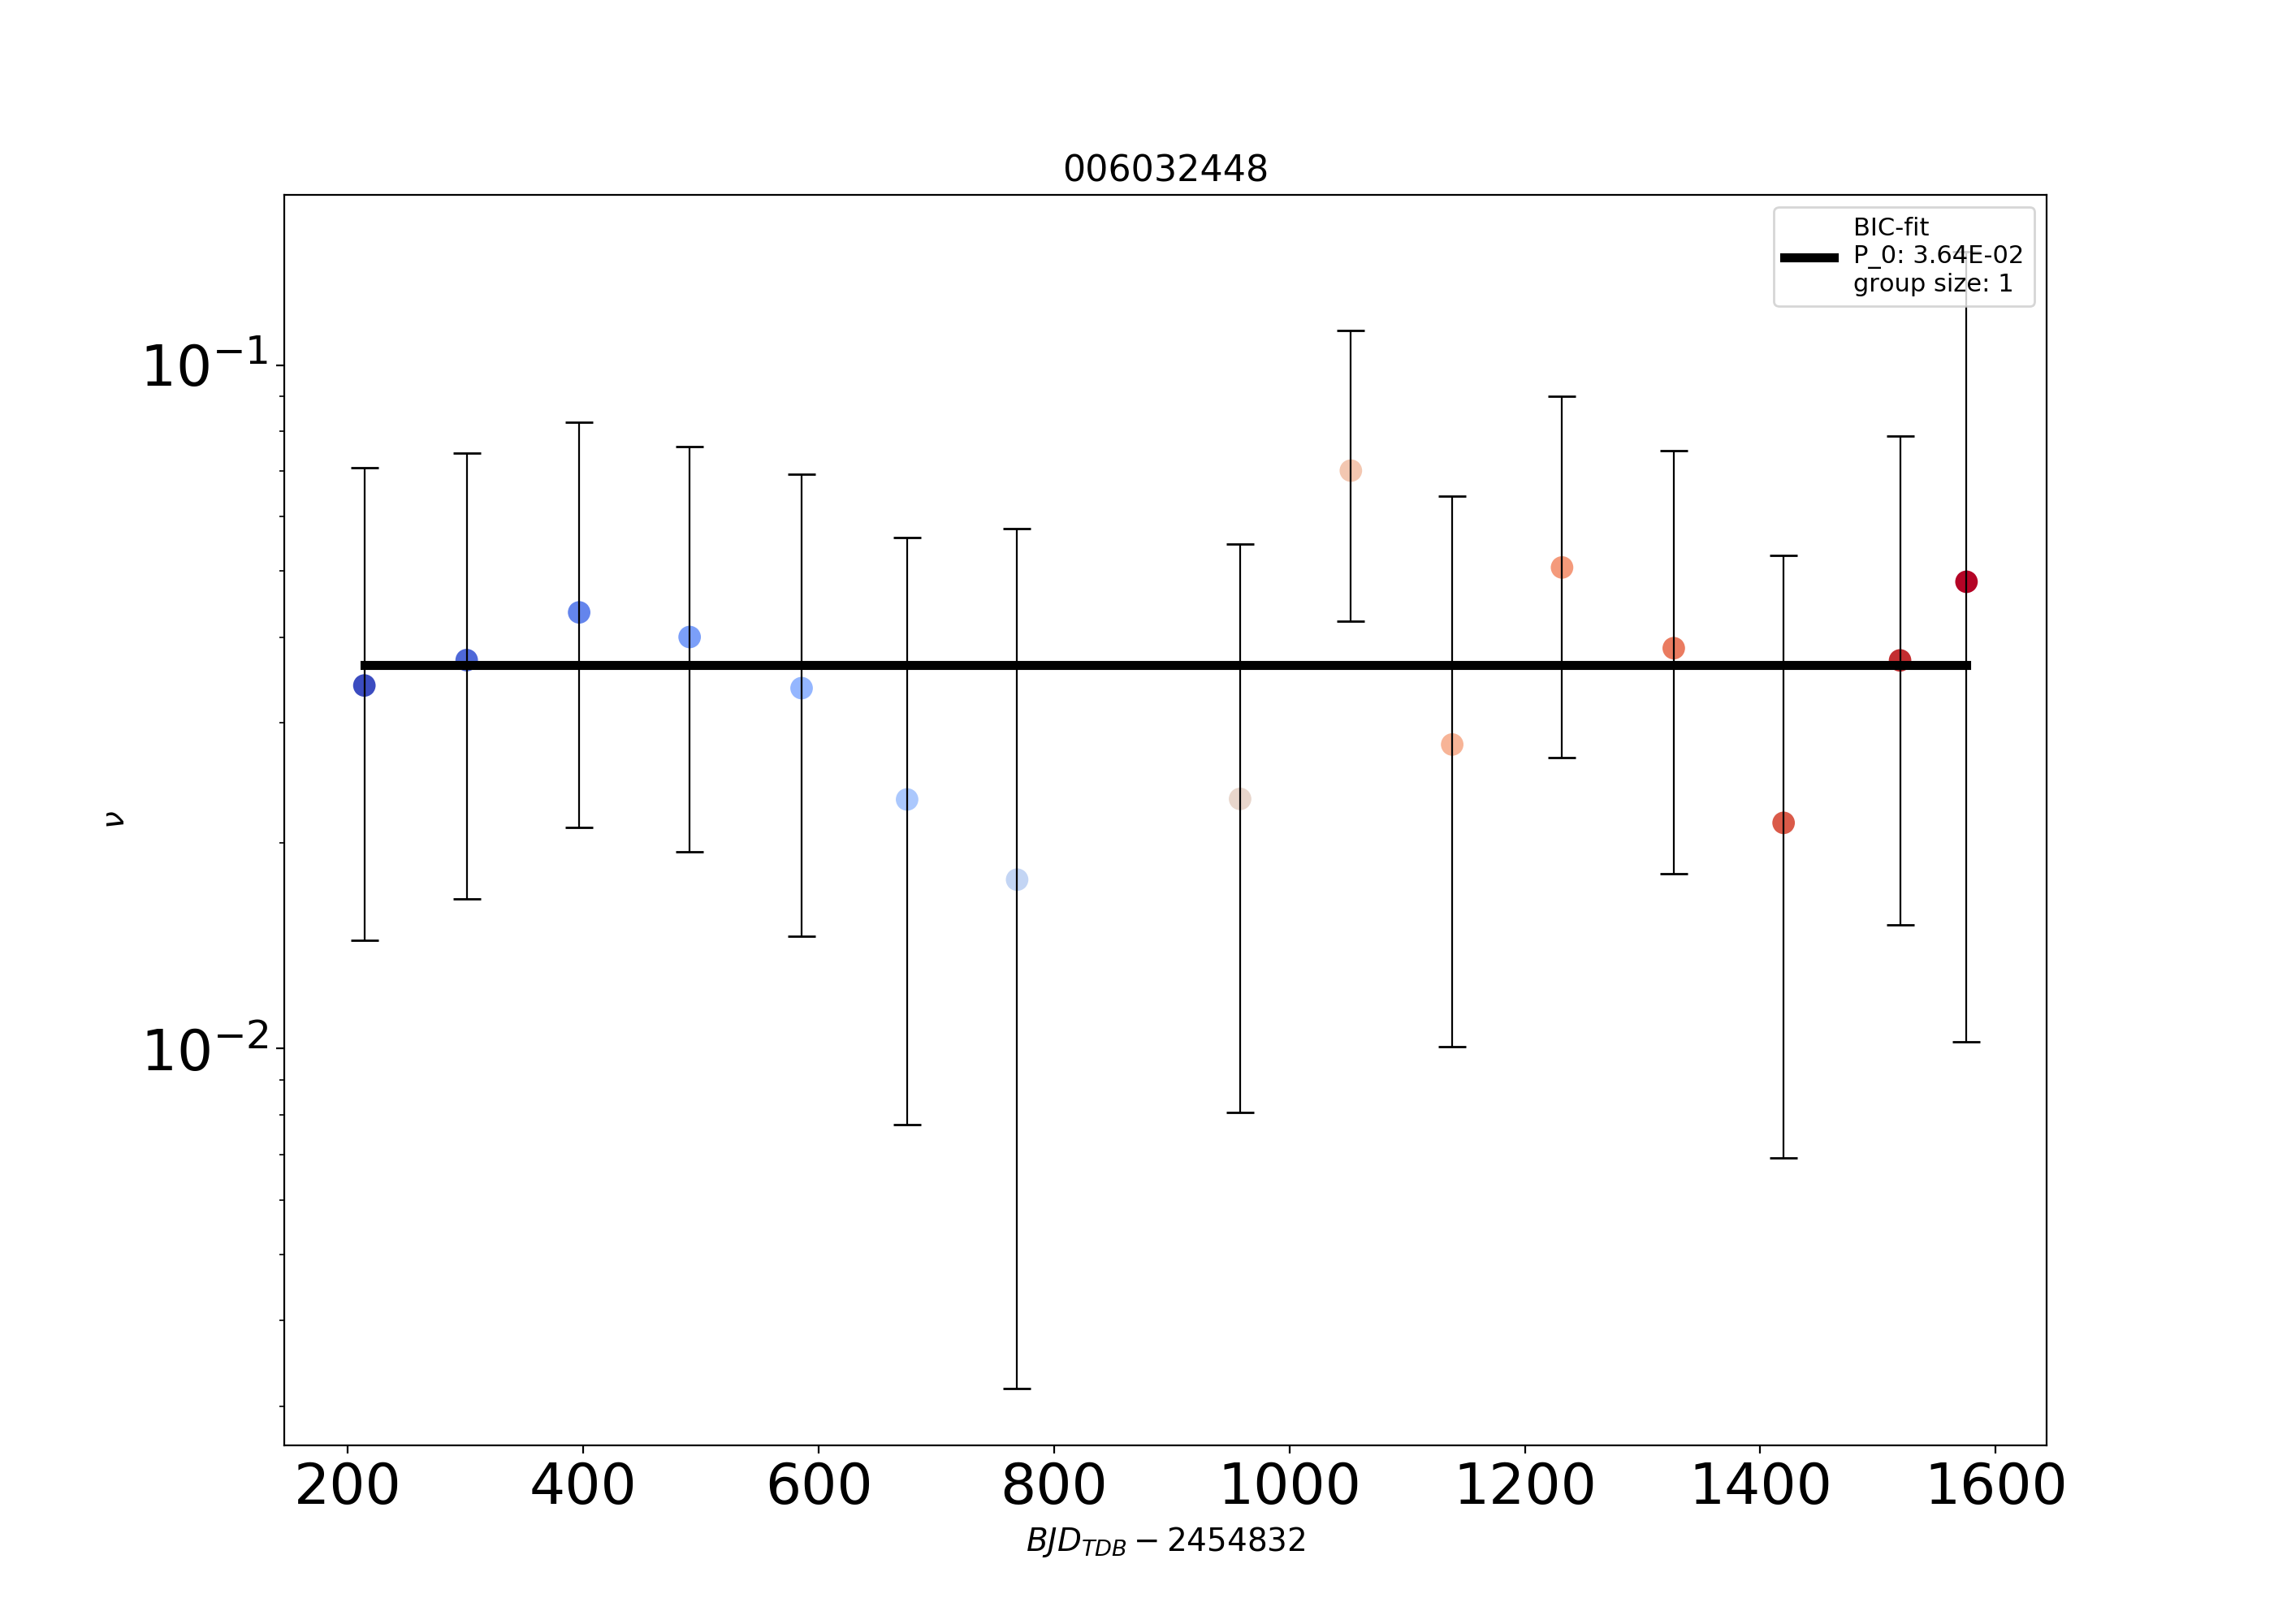 006032448
BIC-fit
P_0: 3.64E-02
group size: 1
10⁻¹
10⁻²
ν
200 400 600 800 1000 1200 1400 1600
BJD_TDB − 2454832